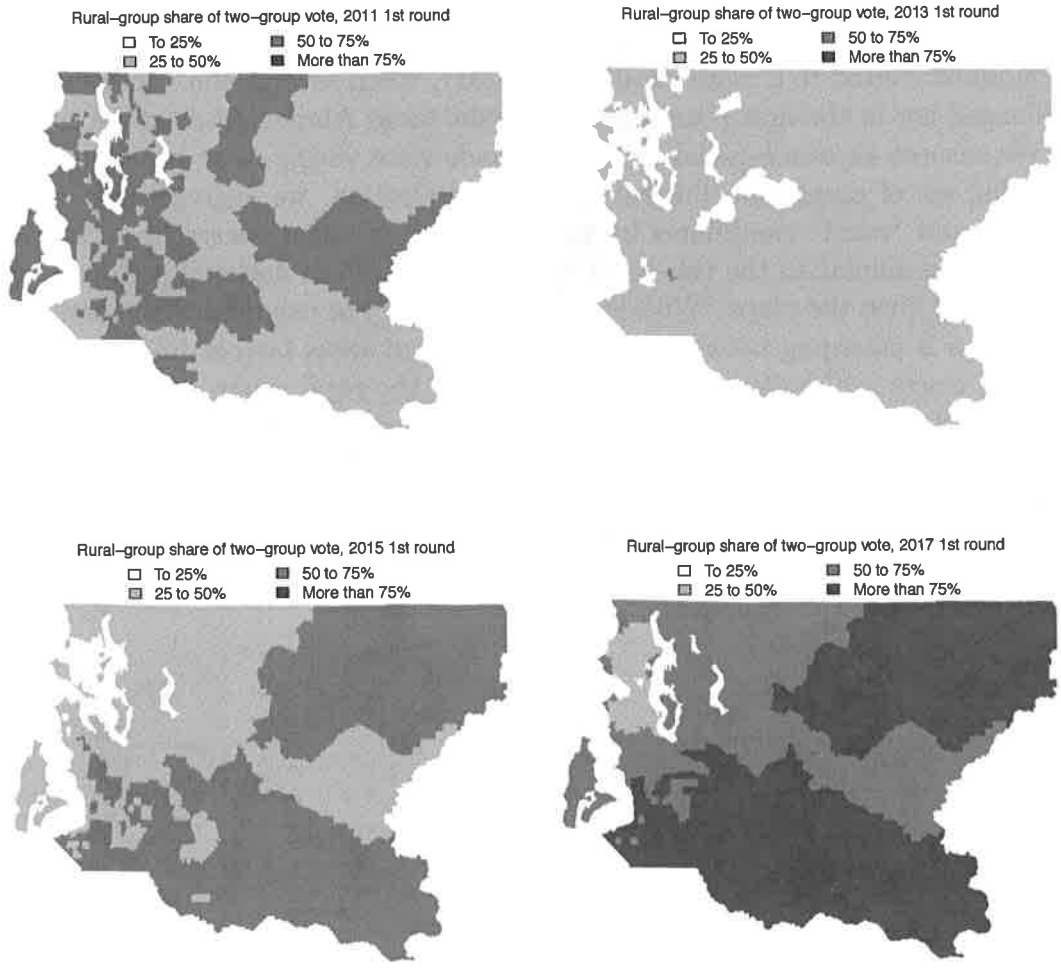 Rural–group share of two–group vote, 2011 1st round
To 25% 50 to 75%
25 to 50% More than 75%
Rural–group share of two–group vote, 2013 1st round
To 25% 50 to 75%
25 to 50% More than 75%
Rural–group share of two–group vote, 2015 1st round
To 25% 50 to 75%
25 to 50% More than 75%
Rural–group share of two–group vote, 2017 1st round
To 25% 50 to 75%
25 to 50% More than 75%